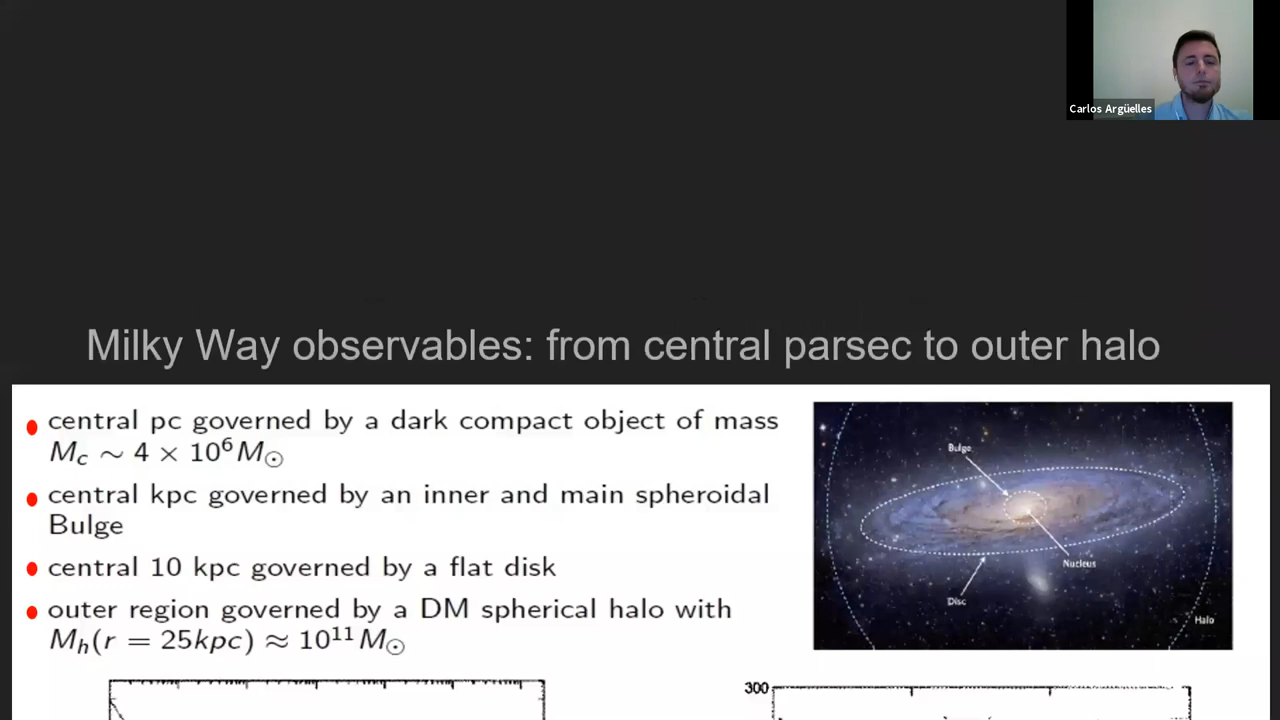 Carlos Argüelles
Milky Way observables: from central parsec to outer halo
central pc governed by a dark compact object of mass
M_c ∼ 4 × 10^6 M_⊙
central kpc governed by an inner and main spheroidal
Bulge
central 10 kpc governed by a flat disk
outer region governed by a DM spherical halo with
M_h(r = 25kpc) ≈ 10^11 M_⊙
Bulge
Nucleus
Disc
Halo
300